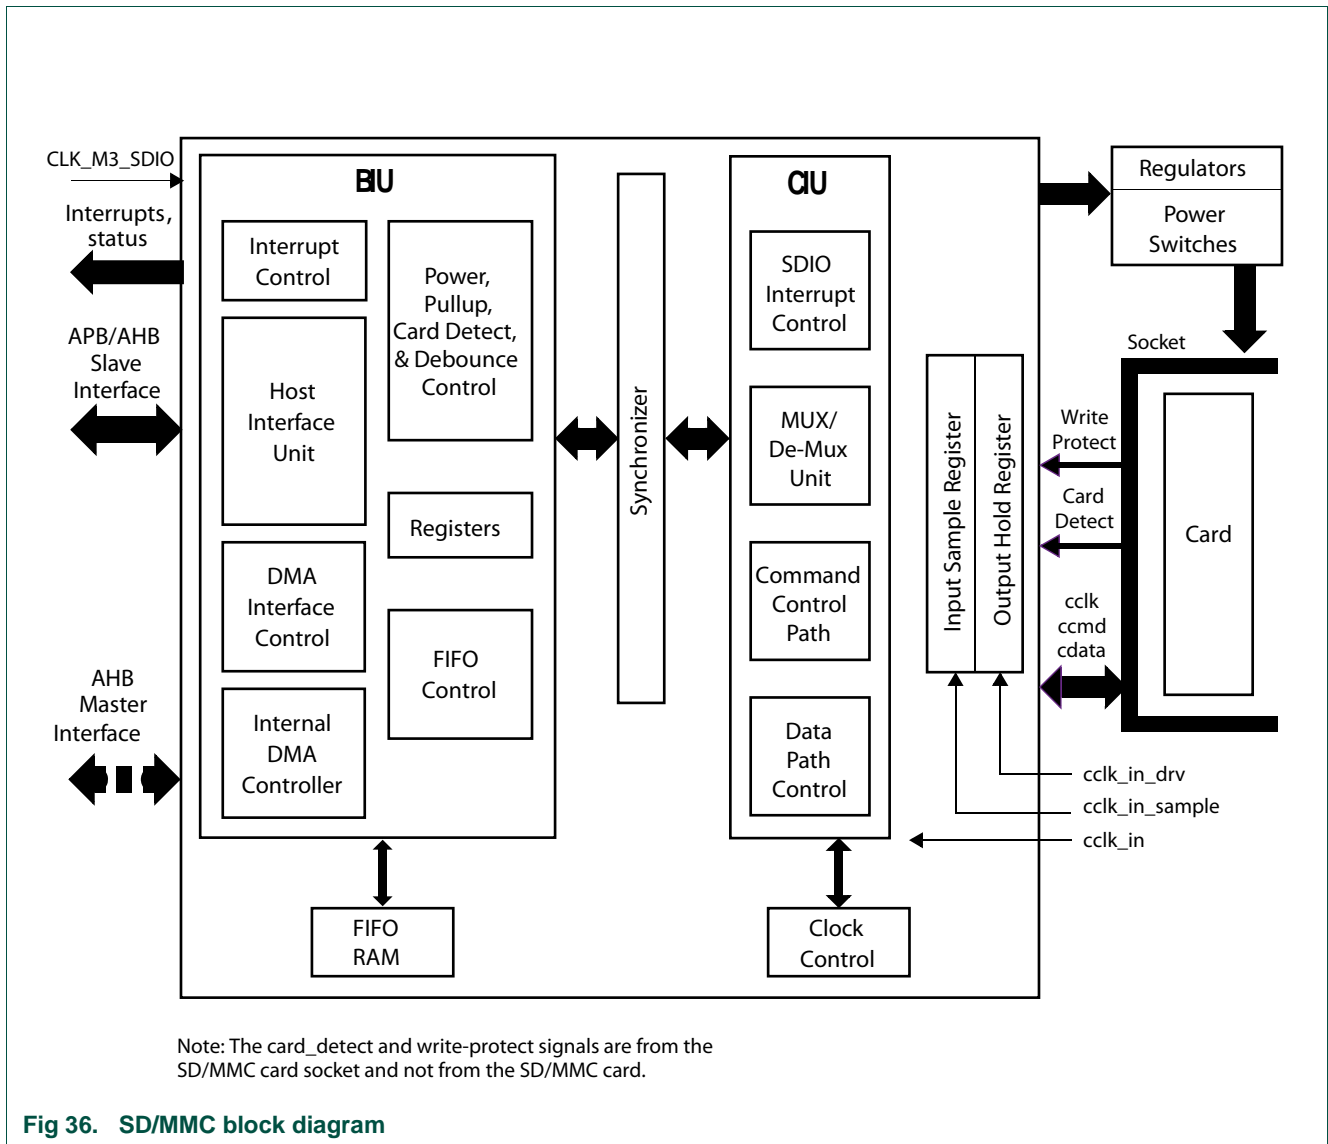 CLK_M3_SDIO
Interrupts,
status
APB/AHB
Slave
Interface
AHB
Master
Interface
BIU
Interrupt
Control
Host
Interface
Unit
DMA
Interface
Control
Internal
DMA
Controller
Power,
Pullup,
Card Detect,
& Debounce
Control
Registers
FIFO
Control
FIFO
RAM
Synchronizer
CIU
SDIO
Interrupt
Control
MUX/
De-Mux
Unit
Command
Control
Path
Data
Path
Control
Clock
Control
Input Sample Register
Output Hold Register
Regulators
Power
Switches
Socket
Write
Protect
Card
Detect
cclk
ccmd
cdata
Card
cclk_in_drv
cclk_in_sample
cclk_in
Note: The card_detect and write-protect signals are from the
SD/MMC card socket and not from the SD/MMC card.
Fig 36. SD/MMC block diagram